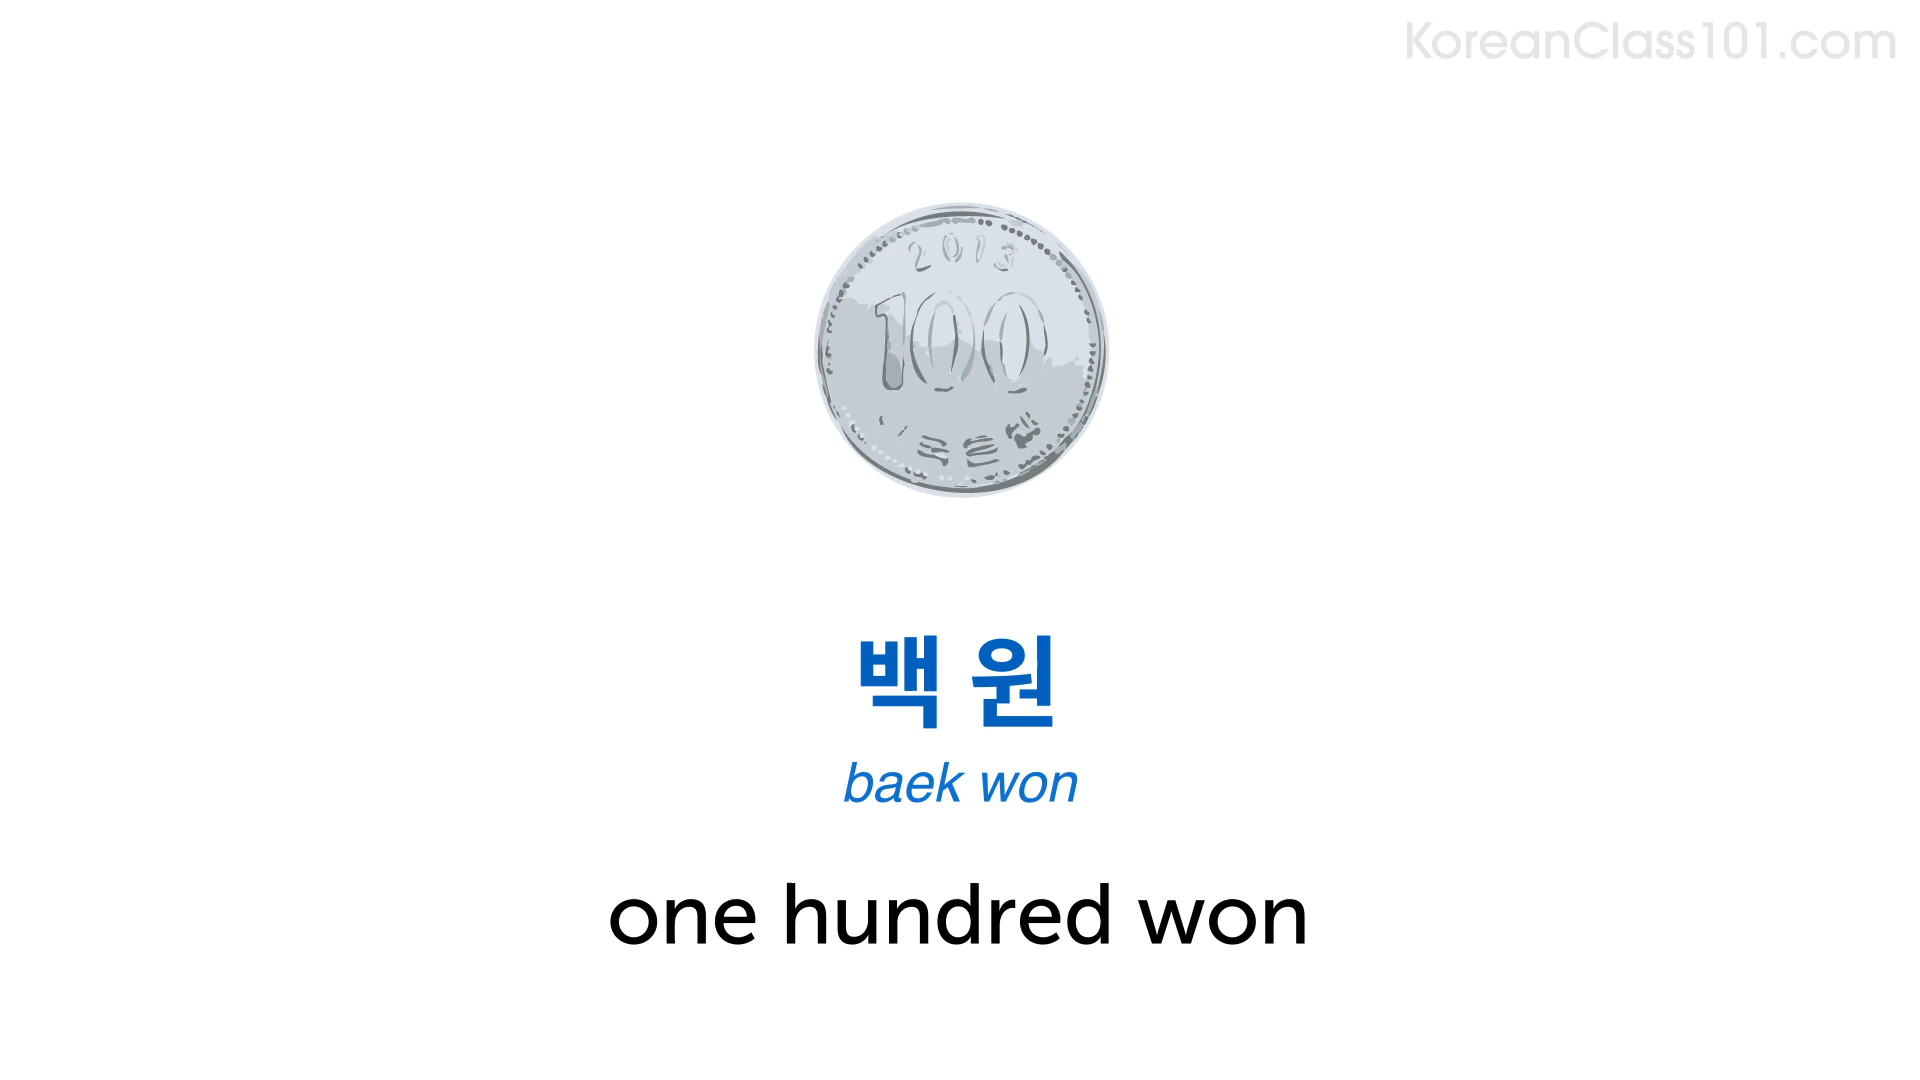 KoreanClass101.com
2013
100
백 원
baek won
one hundred won